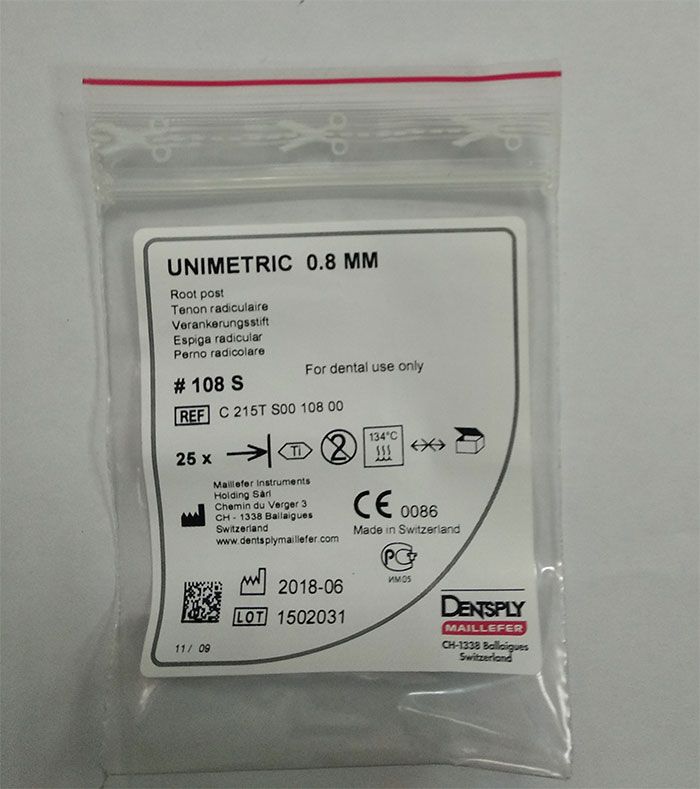 UNIMETRIC 0.8 MM
Root post
Tenon radiculaire
Verankerungsstift
Espiga radicular
Perno radicolare
For dental use only
# 108 S
REF C 215T S00 108 00
25 x Ti 2 134°C
Maillefer Instruments
Holding Sàrl
Chemin du Verger 3
CH - 1338 Ballaigues
Switzerland
www.dentsplymaillefer.com
CE 0086
Made in Switzerland
РСТ
ИМ05
2018-06
LOT 1502031
11/ 09
DENTSPLY
MAILLEFER
CH-1338 Ballaigues
Switzerland